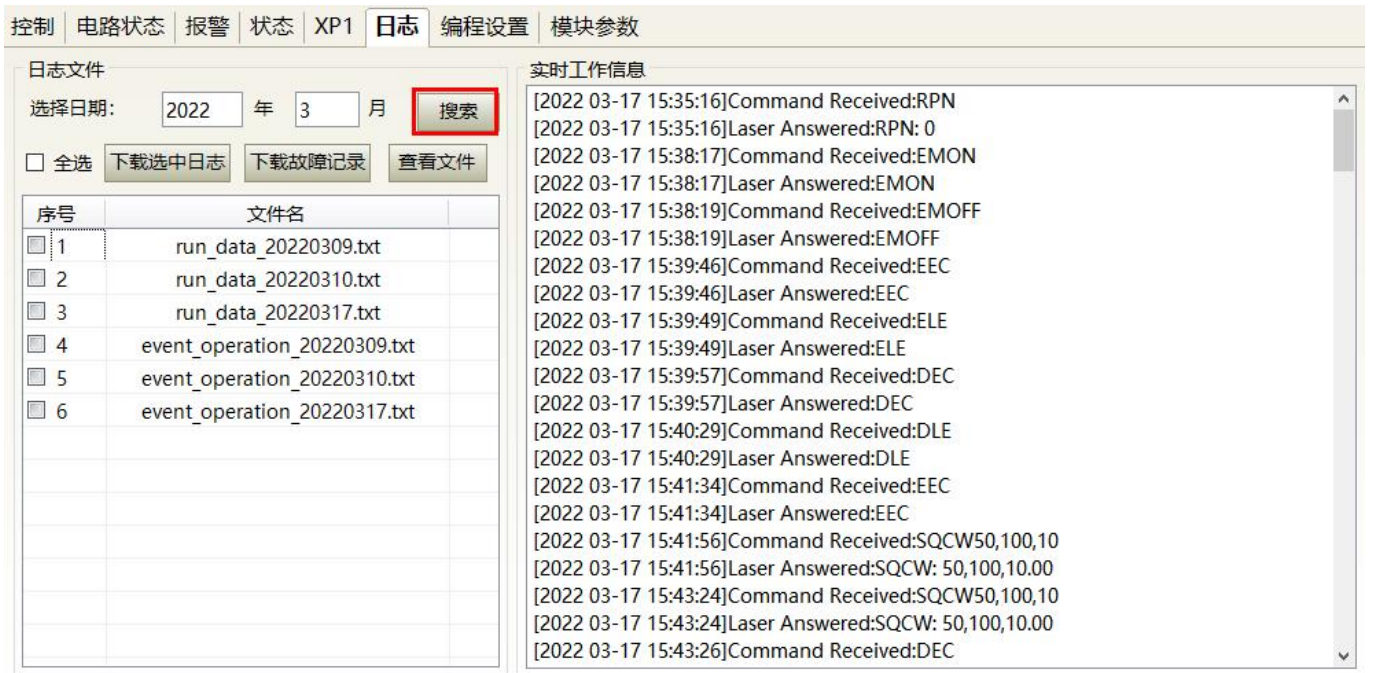 控制 电路状态 报警 状态 XP1 日志 编程设置 模块参数
日志文件
选择日期: 2022 年 3 月 搜索
全选 下载选中日志 下载故障记录 查看文件
序号 文件名
1 run_data_20220309.txt
2 run_data_20220310.txt
3 run_data_20220317.txt
4 event_operation_20220309.txt
5 event_operation_20220310.txt
6 event_operation_20220317.txt
实时工作信息
[2022 03-17 15:35:16]Command Received:RPN
[2022 03-17 15:35:16]Laser Answered:RPN: 0
[2022 03-17 15:38:17]Command Received:EMON
[2022 03-17 15:38:17]Laser Answered:EMON
[2022 03-17 15:38:19]Command Received:EMOFF
[2022 03-17 15:38:19]Laser Answered:EMOFF
[2022 03-17 15:39:46]Command Received:EEC
[2022 03-17 15:39:46]Laser Answered:EEC
[2022 03-17 15:39:49]Command Received:ELE
[2022 03-17 15:39:49]Laser Answered:ELE
[2022 03-17 15:39:57]Command Received:DEC
[2022 03-17 15:39:57]Laser Answered:DEC
[2022 03-17 15:40:29]Command Received:DLE
[2022 03-17 15:40:29]Laser Answered:DLE
[2022 03-17 15:41:34]Command Received:EEC
[2022 03-17 15:41:34]Laser Answered:EEC
[2022 03-17 15:41:56]Command Received:SQCW50,100,10
[2022 03-17 15:41:56]Laser Answered:SQCW: 50,100,10.00
[2022 03-17 15:43:24]Command Received:SQCW50,100,10
[2022 03-17 15:43:24]Laser Answered:SQCW: 50,100,10.00
[2022 03-17 15:43:26]Command Received:DEC